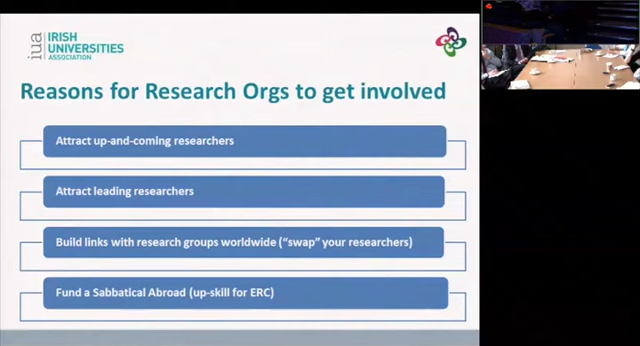 iua
IRISH
UNIVERSITIES
ASSOCIATION
Reasons for Research Orgs to get involved
Attract up-and-coming researchers
Attract leading researchers
Build links with research groups worldwide (“swap” your researchers)
Fund a Sabbatical Abroad (up-skill for ERC)